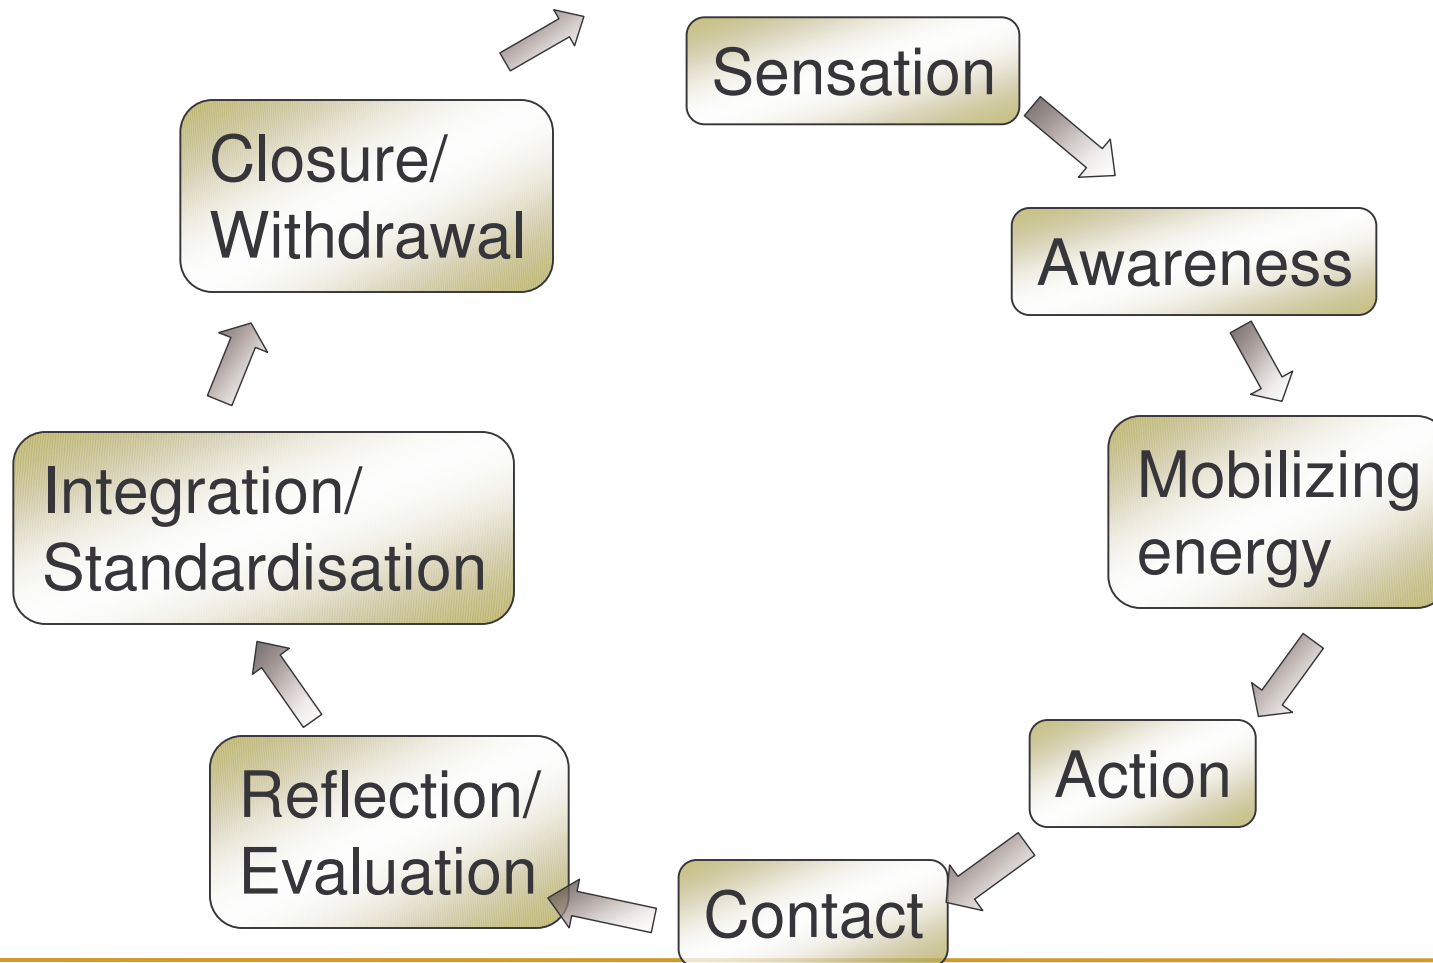 Sensation
Awareness
Mobilizing
energy
Action
Contact
Reflection/
Evaluation
Integration/
Standardisation
Closure/
Withdrawal